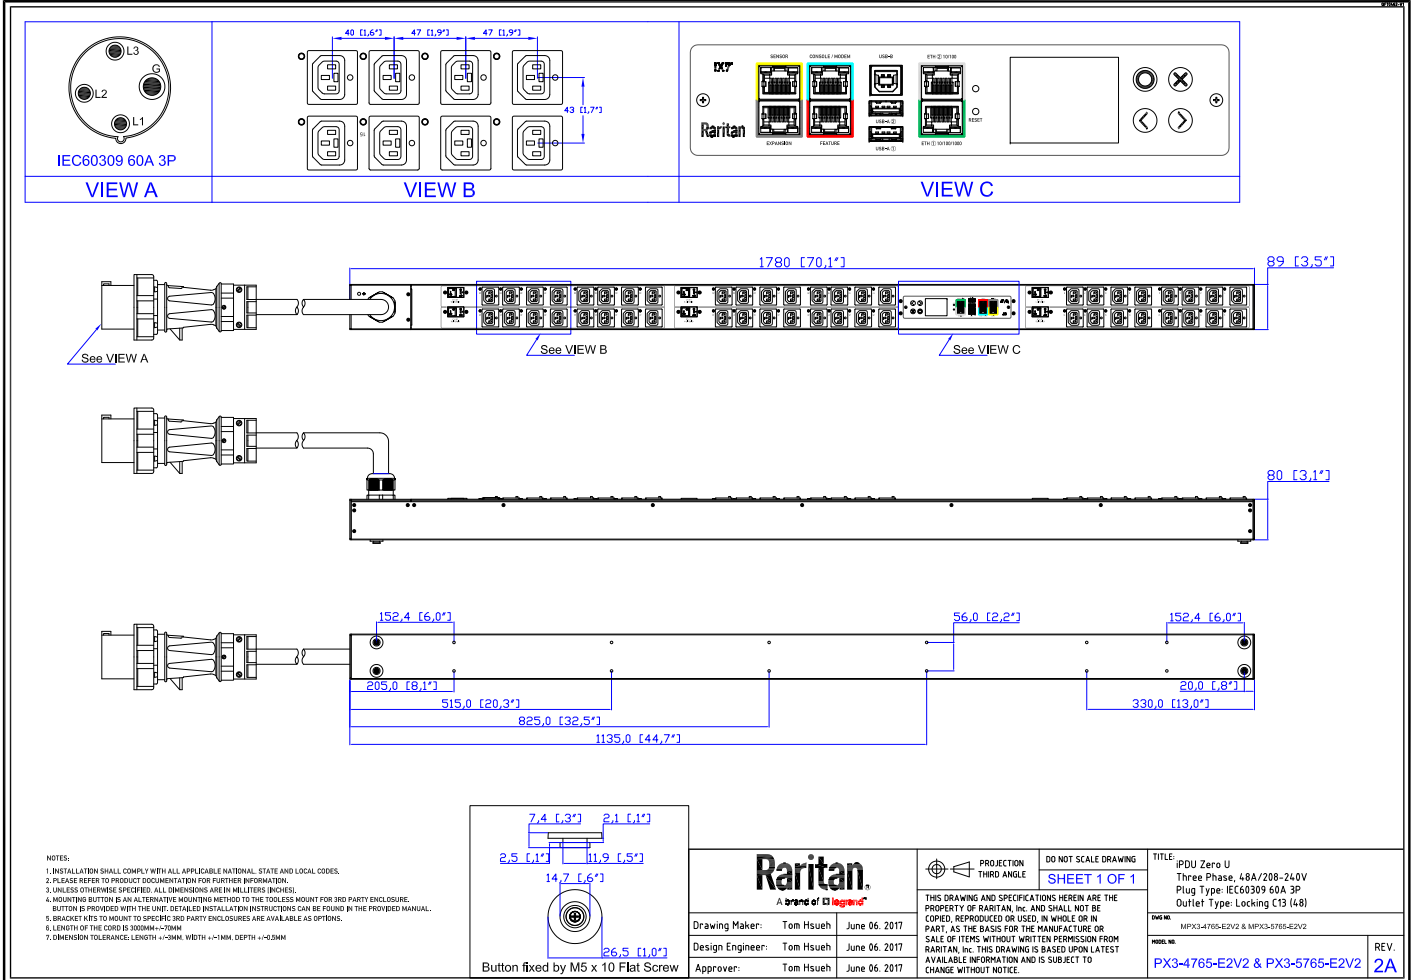 L3
G
L2
L1
IEC60309 60A 3P
VIEW A
40 [1,6"]
47 [1,9"]
47 [1,9"]
43 [1,7"]
VIEW B
iX7
Raritan
SENSOR
CONSOLE / MODEM
USB-B
ETH ② 10/100
EXPANSION
FEATURE
USB-A ②
USB-A ①
ETH ① 10/100/1000
RESET
VIEW C
1780 [70,1"]
89 [3,5"]
See VIEW A
See VIEW B
See VIEW C
80 [3,1"]
152,4 [6,0"]
56,0 [2,2"]
152,4 [6,0"]
205,0 [8,1"]
20,0 [,8"]
515,0 [20,3"]
330,0 [13,0"]
825,0 [32,5"]
1135,0 [44,7"]
7,4 [,3"]
2,1 [,1"]
2,5 [,1"]
11,9 [,5"]
14,7 [,6"]
26,5 [1,0"]
Button fixed by M5 x 10 Flat Screw
NOTES:
1. INSTALLATION SHALL COMPLY WITH ALL APPLICABLE NATIONAL, STATE AND LOCAL CODES.
2. PLEASE REFER TO PRODUCT DOCUMENTATION FOR FURTHER INFORMATION.
3. UNLESS OTHERWISE SPECIFIED, ALL DIMENSIONS ARE IN MILLITERS [INCHES].
4. MOUNTING BUTTON IS AN ALTERNATIVE MOUNTING METHOD TO THE TOOLESS MOUNT FOR 3RD PARTY ENCLOSURE.
BUTTON IS PROVIDED WITH THE UNIT. DETAILED INSTALLATION INSTRUCTIONS CAN BE FOUND IN THE PROVIDED MANUAL.
5. BRACKET KITS TO MOUNT TO SPECIFIC 3RD PARTY ENCLOSURES ARE AVAILABLE AS OPTIONS.
6. LENGTH OF THE CORD IS 3000MM+/-70MM
7. DIMENSION TOLERANCE: LENGTH +/-3MM, WIDTH +/-1MM, DEPTH +/-0.5MM
Raritan.
A brand of legrand
Drawing Maker: Tom Hsueh June 06. 2017
Design Engineer: Tom Hsueh June 06. 2017
Approver: Tom Hsueh June 06. 2017
PROJECTION
THIRD ANGLE
DO NOT SCALE DRAWING
SHEET 1 OF 1
THIS DRAWING AND SPECIFICATIONS HEREIN ARE THE
PROPERTY OF RARITAN, Inc. AND SHALL NOT BE
COPIED, REPRODUCED OR USED, IN WHOLE OR IN
PART, AS THE BASIS FOR THE MANUFACTURE OR
SALE OF ITEMS WITHOUT WRITTEN PERMISSION FROM
RARITAN, Inc. THIS DRAWING IS BASED UPON LATEST
AVAILABLE INFORMATION AND IS SUBJECT TO
CHANGE WITHOUT NOTICE.
TITLE:
iPDU Zero U
Three Phase, 48A/208-240V
Plug Type: IEC60309 60A 3P
Outlet Type: Locking C13 (48)
DWG NO.
MPX3-4765-E2V2 & MPX3-5765-E2V2
MODEL NO.
PX3-4765-E2V2 & PX3-5765-E2V2
REV.
2A